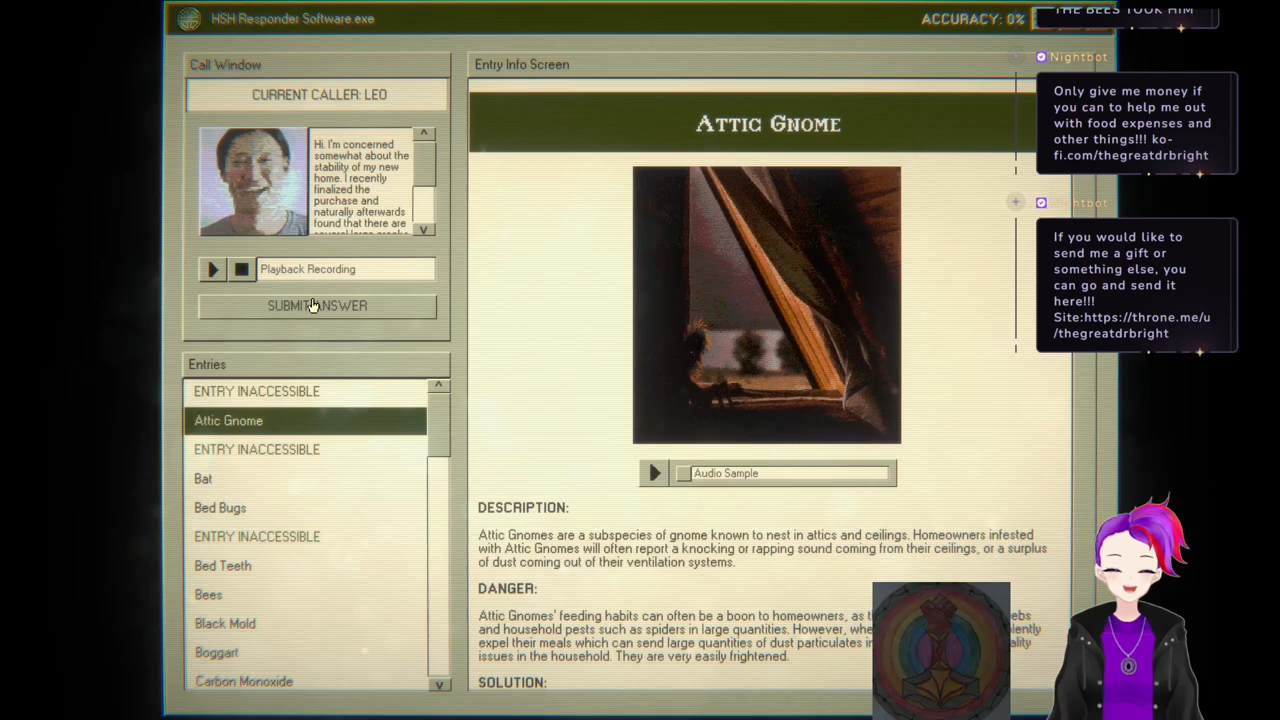 HSH Responder Software.exe
ACCURACY: 0%
Call Window
CURRENT CALLER: LEO
Hi. I'm concerned
somewhat about the
stability of my new
home. I recently
finalized the
purchase and
naturally afterwards
found that there are
several large cracks
Playback Recording
SUBMIT ANSWER
Entries
ENTRY INACCESSIBLE
Attic Gnome
ENTRY INACCESSIBLE
Bat
Bed Bugs
ENTRY INACCESSIBLE
Bed Teeth
Bees
Black Mold
Boggart
Carbon Monoxide
Entry Info Screen
Attic Gnome
Audio Sample
DESCRIPTION:
Attic Gnomes are a subspecies of gnome known to nest in attics and ceilings. Homeowners infested
with Attic Gnomes will often report a knocking or rapping sound coming from their ceilings, or a surplus
of dust coming out of their ventilation systems.
DANGER:
Attic Gnomes' feeding habits can often be a boon to homeowners, as
and household pests such as spiders in large quantities. However,
expel their meals which can send large quantities of dust particulates
issues in the household. They are very easily frightened.
SOLUTION:
THE BEES TOOK HIM
Nightbot
Only give me money if
you can to help me out
with food expenses and
other things!!! ko-
fi.com/thegreatdrbright
Nightbot
If you would like to
send me a gift or
something else, you
can go and send it
here!!!
Site:https://throne.me/u
/thegreatdrbright